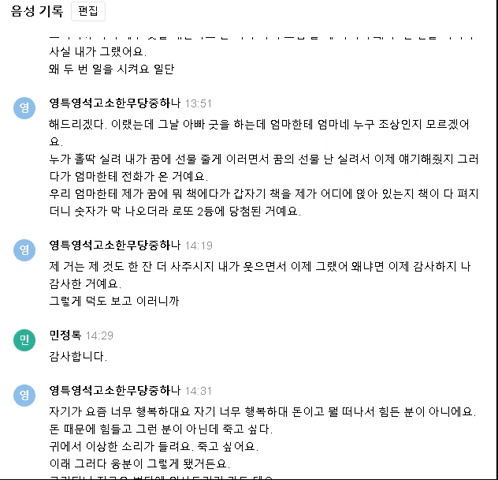 음성 기록 편집
사실 내가 그랬어요.
왜 두 번 일을 시켜요 일단
영 영특영석고소한무당중하나 13:51
해드리겠다. 이랬는데 그날 아빠 굿을 하는데 엄마한테 엄마네 누구 조상인지 모르겠어
요.
누가 홀딱 실려 내가 꿈에 선물 줄게 이러면서 꿈의 선물 난 실려서 이제 얘기해줬지 그러
다가 엄마한테 전화가 온 거예요.
우리 엄마한테 제가 꿈에 뭐 책에다가 갑자기 책을 제가 어디에 앉아 있는지 책이 다 펴지
더니 숫자가 막 나오더라 로또 2등에 당첨된 거예요.
영 영특영석고소한무당중하나 14:19
제 거는 제 것도 한 잔 더 사주시지 내가 웃으면서 이제 그랬어 왜냐면 이제 감사하지 나
감사한 거예요.
그렇게 덕도 보고 이러니까
민 민정톡 14:29
감사합니다.
영 영특영석고소한무당중하나 14:31
자기가 요즘 너무 행복하대요 자기 너무 행복하대 돈이고 뭘 떠나서 힘든 분이 아니에요.
돈 때문에 힘들고 그런 분이 아닌데 죽고 싶다.
귀에서 이상한 소리가 들려요. 죽고 싶어요.
이래 그러다 웅분이 그렇게 됐거든요.